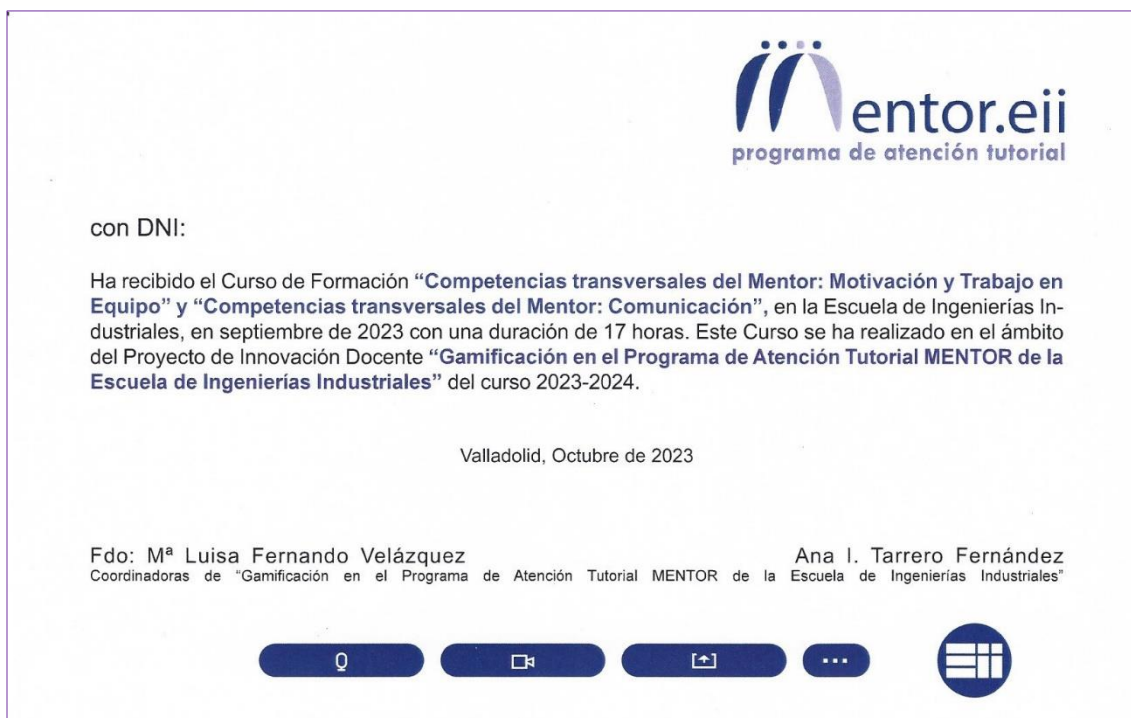 Mentor.eii
programa de atención tutorial
con DNI:
Ha recibido el Curso de Formación “Competencias transversales del Mentor: Motivación y Trabajo en
Equipo” y “Competencias transversales del Mentor: Comunicación”, en la Escuela de Ingenierías In-
dustriales, en septiembre de 2023 con una duración de 17 horas. Este Curso se ha realizado en el ámbito
del Proyecto de Innovación Docente “Gamificación en el Programa de Atención Tutorial MENTOR de la
Escuela de Ingenierías Industriales” del curso 2023-2024.
Valladolid, Octubre de 2023
Fdo: Mª Luisa Fernando Velázquez Ana I. Tarrero Fernández
Coordinadoras de “Gamificación en el Programa de Atención Tutorial MENTOR de la Escuela de Ingenierías Industriales”
eii